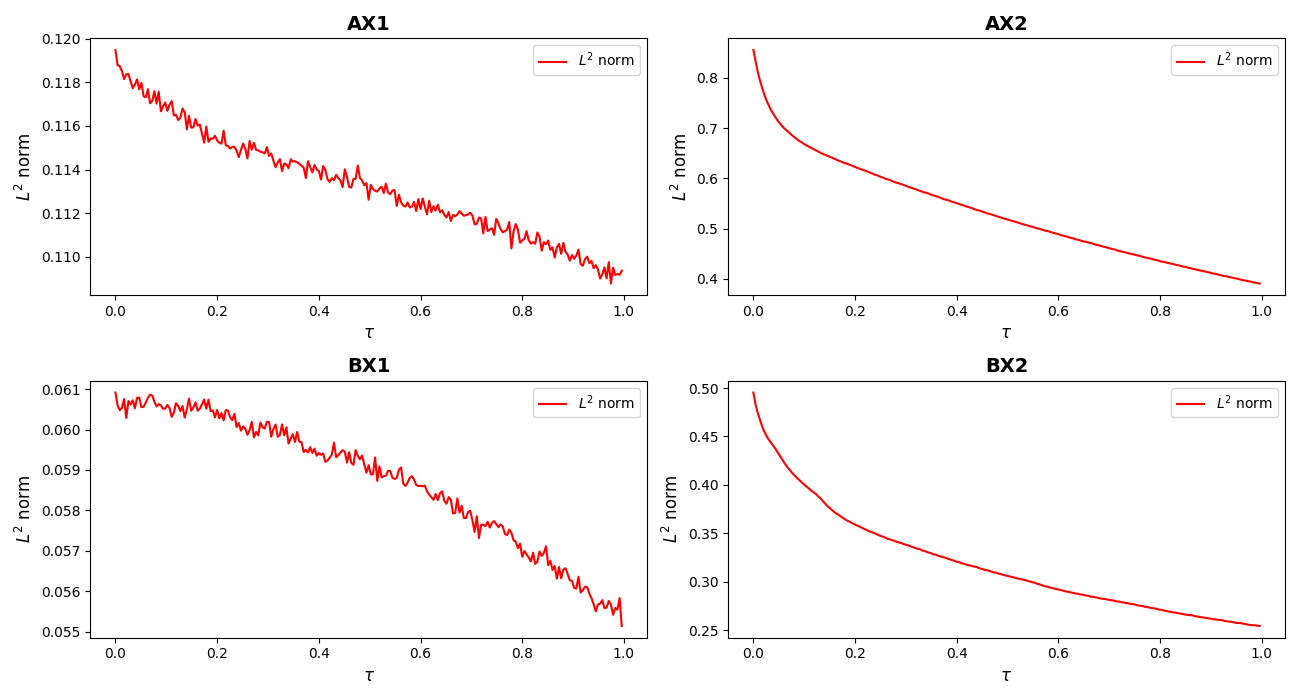 AX1
0.120
0.118
0.116
0.114
0.112
0.110
L² norm
L² norm
0.0 0.2 0.4 0.6 0.8 1.0
τ
AX2
0.8
0.7
0.6
0.5
0.4
L² norm
L² norm
0.0 0.2 0.4 0.6 0.8 1.0
τ
BX1
0.061
0.060
0.059
0.058
0.057
0.056
0.055
L² norm
L² norm
0.0 0.2 0.4 0.6 0.8 1.0
τ
BX2
0.50
0.45
0.40
0.35
0.30
0.25
L² norm
L² norm
0.0 0.2 0.4 0.6 0.8 1.0
τ